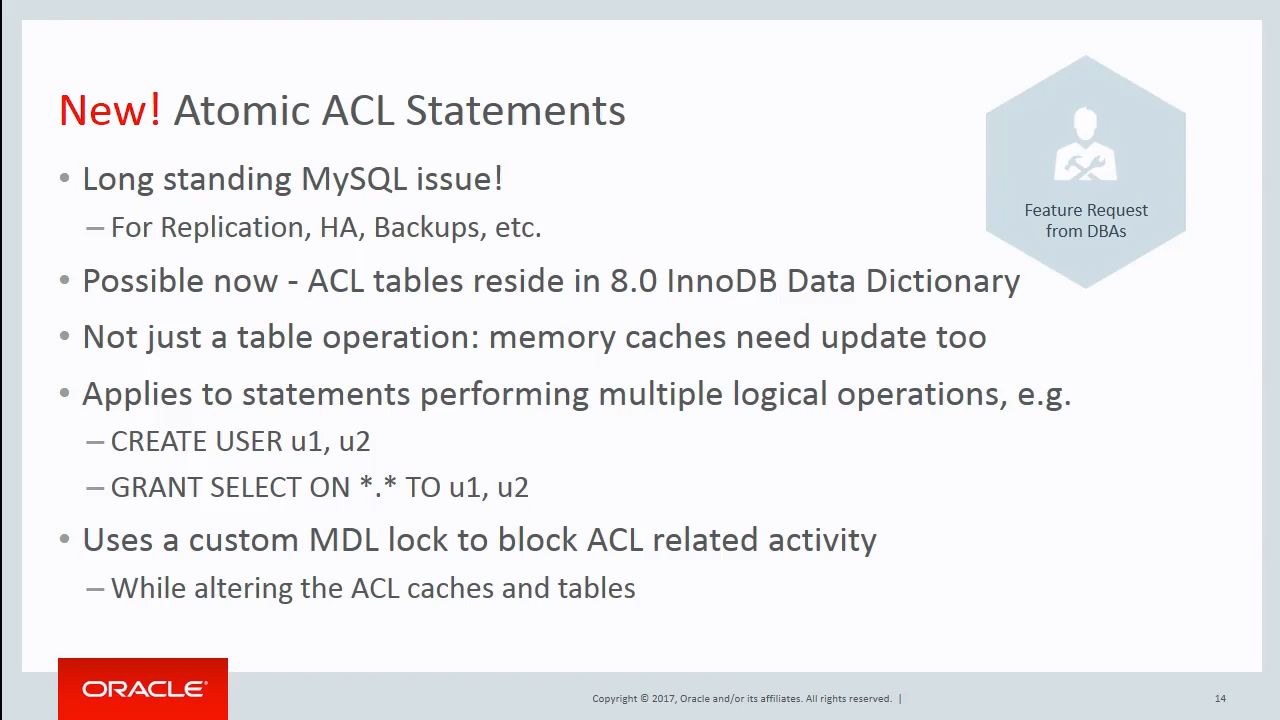 New! Atomic ACL Statements
• Long standing MySQL issue!
– For Replication, HA, Backups, etc.
• Possible now - ACL tables reside in 8.0 InnoDB Data Dictionary
• Not just a table operation: memory caches need update too
• Applies to statements performing multiple logical operations, e.g.
– CREATE USER u1, u2
– GRANT SELECT ON *.* TO u1, u2
• Uses a custom MDL lock to block ACL related activity
– While altering the ACL caches and tables
Feature Request
from DBAs
ORACLE®
Copyright © 2017, Oracle and/or its affiliates. All rights reserved. |
14